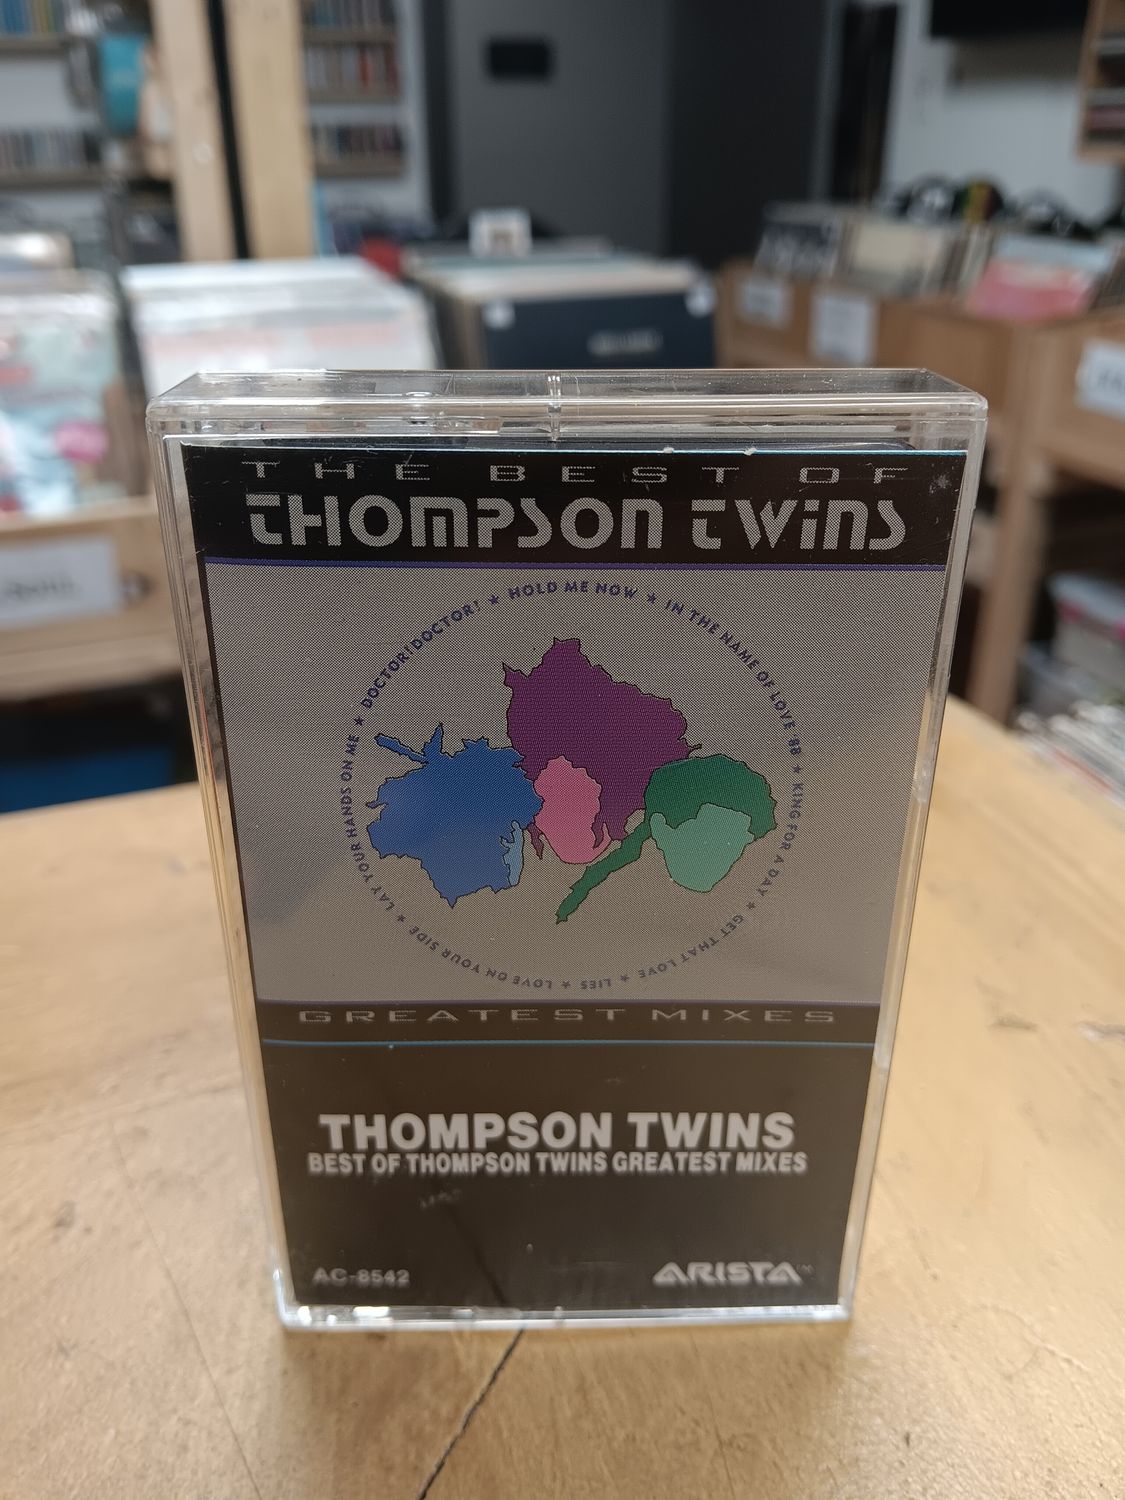 THE BEST OF
THOMPSON TWINS
DOCTOR! DOCTOR! ★ HOLD ME NOW ★ IN THE NAME OF LOVE '88 ★ KING FOR A DAY ★ GET THAT LOVE ★ LIES ★ LOVE ON YOUR SIDE ★ LAY YOUR HANDS ON ME ★
GREATEST MIXES
THOMPSON TWINS
BEST OF THOMPSON TWINS GREATEST MIXES
AC-8542
ARISTA™